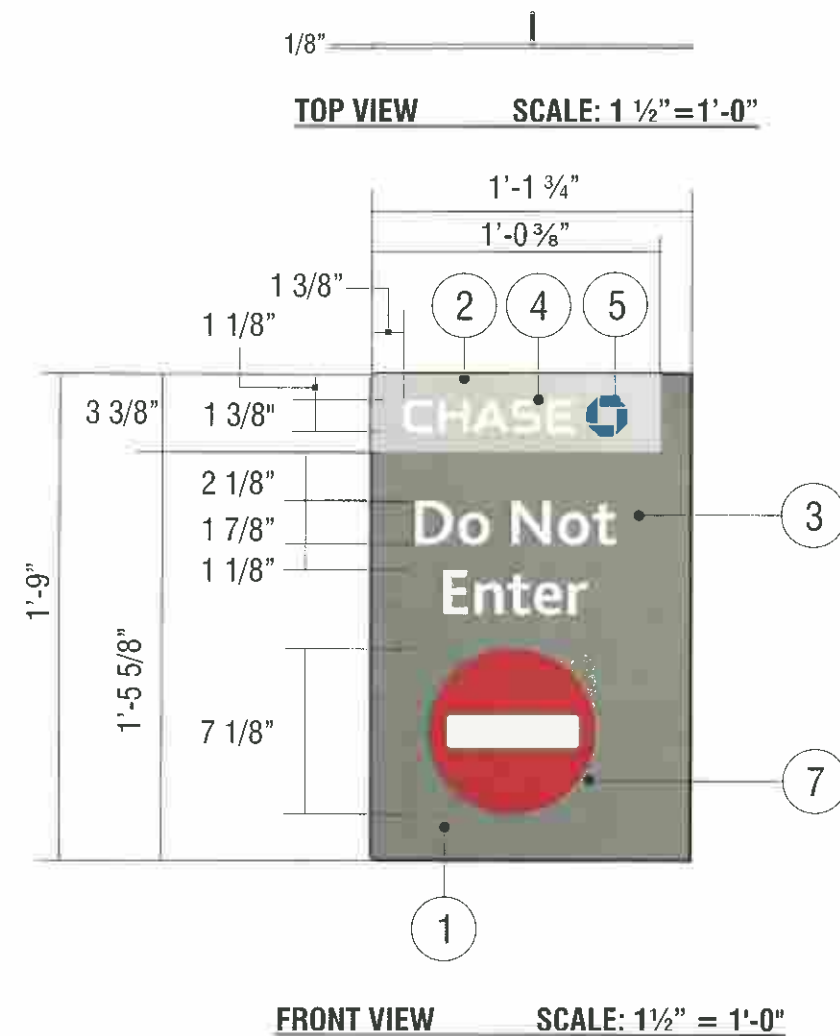 1/8”
TOP VIEW SCALE: 1 ½”=1’-0”
1’-1 ¾”
1’-0 ⅜”
1 3/8”
2 4 5
1 1/8”
3 3/8” 1 3/8"
CHASE
2 1/8”
Do Not
3
1 7/8”
1 1/8”
Enter
1’-9”
1’-5 5/8”
7 1/8”
7
1
FRONT VIEW SCALE: 1½” = 1'-0"